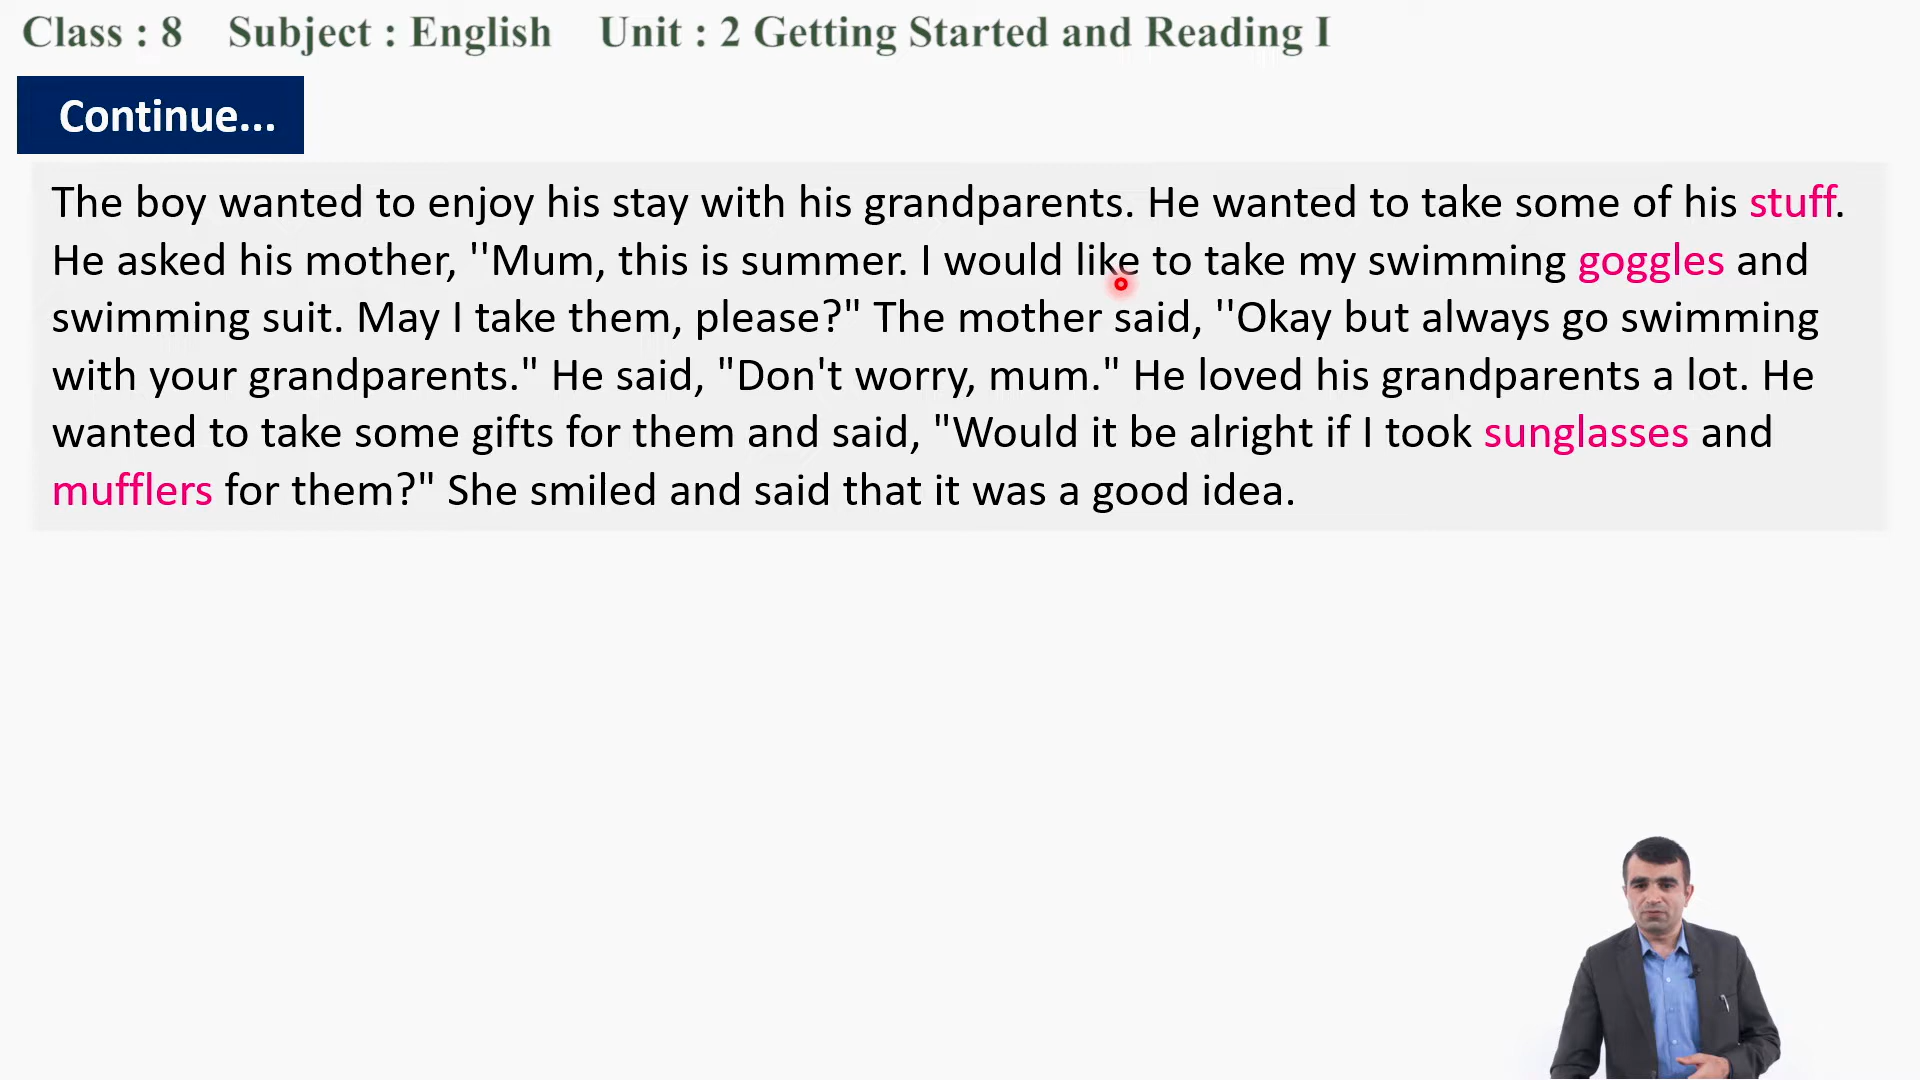 Class : 8 Subject : English Unit : 2 Getting Started and Reading I
Continue...
The boy wanted to enjoy his stay with his grandparents. He wanted to take some of his stuff.
He asked his mother, ''Mum, this is summer. I would like to take my swimming goggles and
swimming suit. May I take them, please?" The mother said, ''Okay but always go swimming
with your grandparents." He said, "Don't worry, mum." He loved his grandparents a lot. He
wanted to take some gifts for them and said, "Would it be alright if I took sunglasses and
mufflers for them?" She smiled and said that it was a good idea.